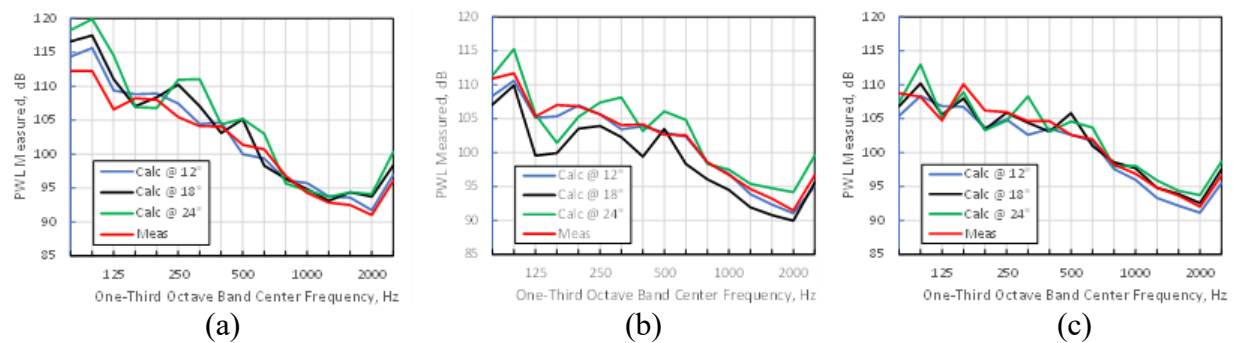 120
115
110
105
100
95
90
85
PWL Measured, dB
Calc @ 12°
Calc @ 18°
Calc @ 24°
Meas
125 250 500 1000 2000
One-Third Octave Band Center Frequency, Hz
(a)
120
115
110
105
100
95
90
85
PWL Measured, dB
Calc @ 12°
Calc @ 18°
Calc @ 24°
Meas
125 250 500 1000 2000
One-Third Octave Band Center Frequency, Hz
(b)
120
115
110
105
100
95
90
85
PWL Measured, dB
Calc @ 12°
Calc @ 18°
Calc @ 24°
Meas
125 250 500 1000 2000
One-Third Octave Band Center Frequency, Hz
(c)